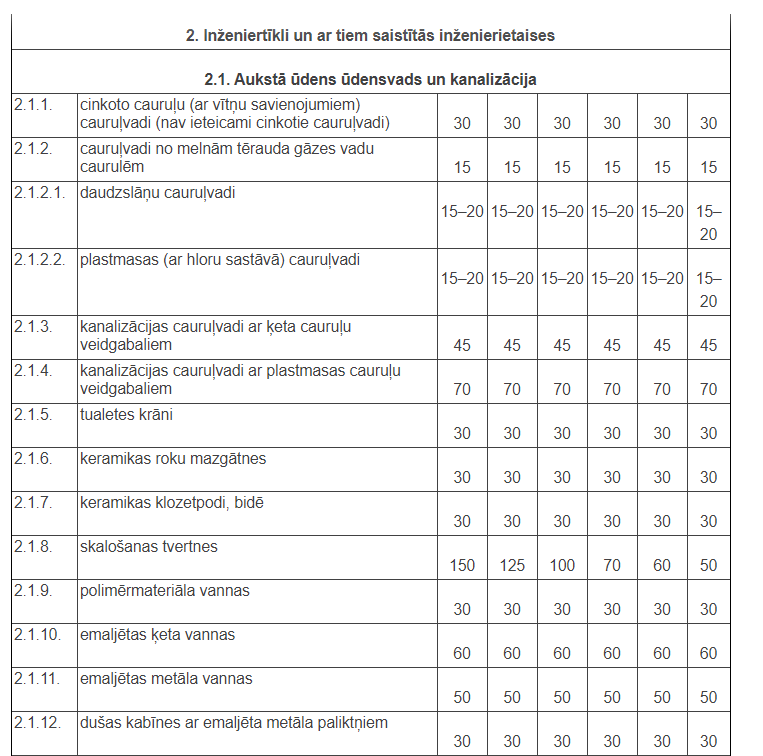 2. Inženiertīkli un ar tiem saistītās inženierietaises
2.1. Aukstā ūdens ūdensvads un kanalizācija
2.1.1. cinkoto cauruļu (ar vītņu savienojumiem)
cauruļvadi (nav ieteicami cinkotie cauruļvadi) 30 30 30 30 30 30
2.1.2. cauruļvadi no melnām tērauda gāzes vadu
caurulēm 15 15 15 15 15 15
2.1.2.1. daudzslāņu cauruļvadi
15–20 15–20 15–20 15–20 15–20 15–
20
2.1.2.2. plastmasas (ar hloru sastāvā) cauruļvadi
15–20 15–20 15–20 15–20 15–20 15–
20
2.1.3. kanalizācijas cauruļvadi ar ķeta cauruļu
veidgabaliem 45 45 45 45 45 45
2.1.4. kanalizācijas cauruļvadi ar plastmasas cauruļu
veidgabaliem 70 70 70 70 70 70
2.1.5. tualetes krāni
30 30 30 30 30 30
2.1.6. keramikas roku mazgātnes
30 30 30 30 30 30
2.1.7. keramikas klozetpodi, bidē
30 30 30 30 30 30
2.1.8. skalošanas tvertnes
150 125 100 70 60 50
2.1.9. polimērmateriāla vannas
30 30 30 30 30 30
2.1.10. emaljētas ķeta vannas
60 60 60 60 60 60
2.1.11. emaljētas metāla vannas
50 50 50 50 50 50
2.1.12. dušas kabīnes ar emaljēta metāla paliktņiem
30 30 30 30 30 30